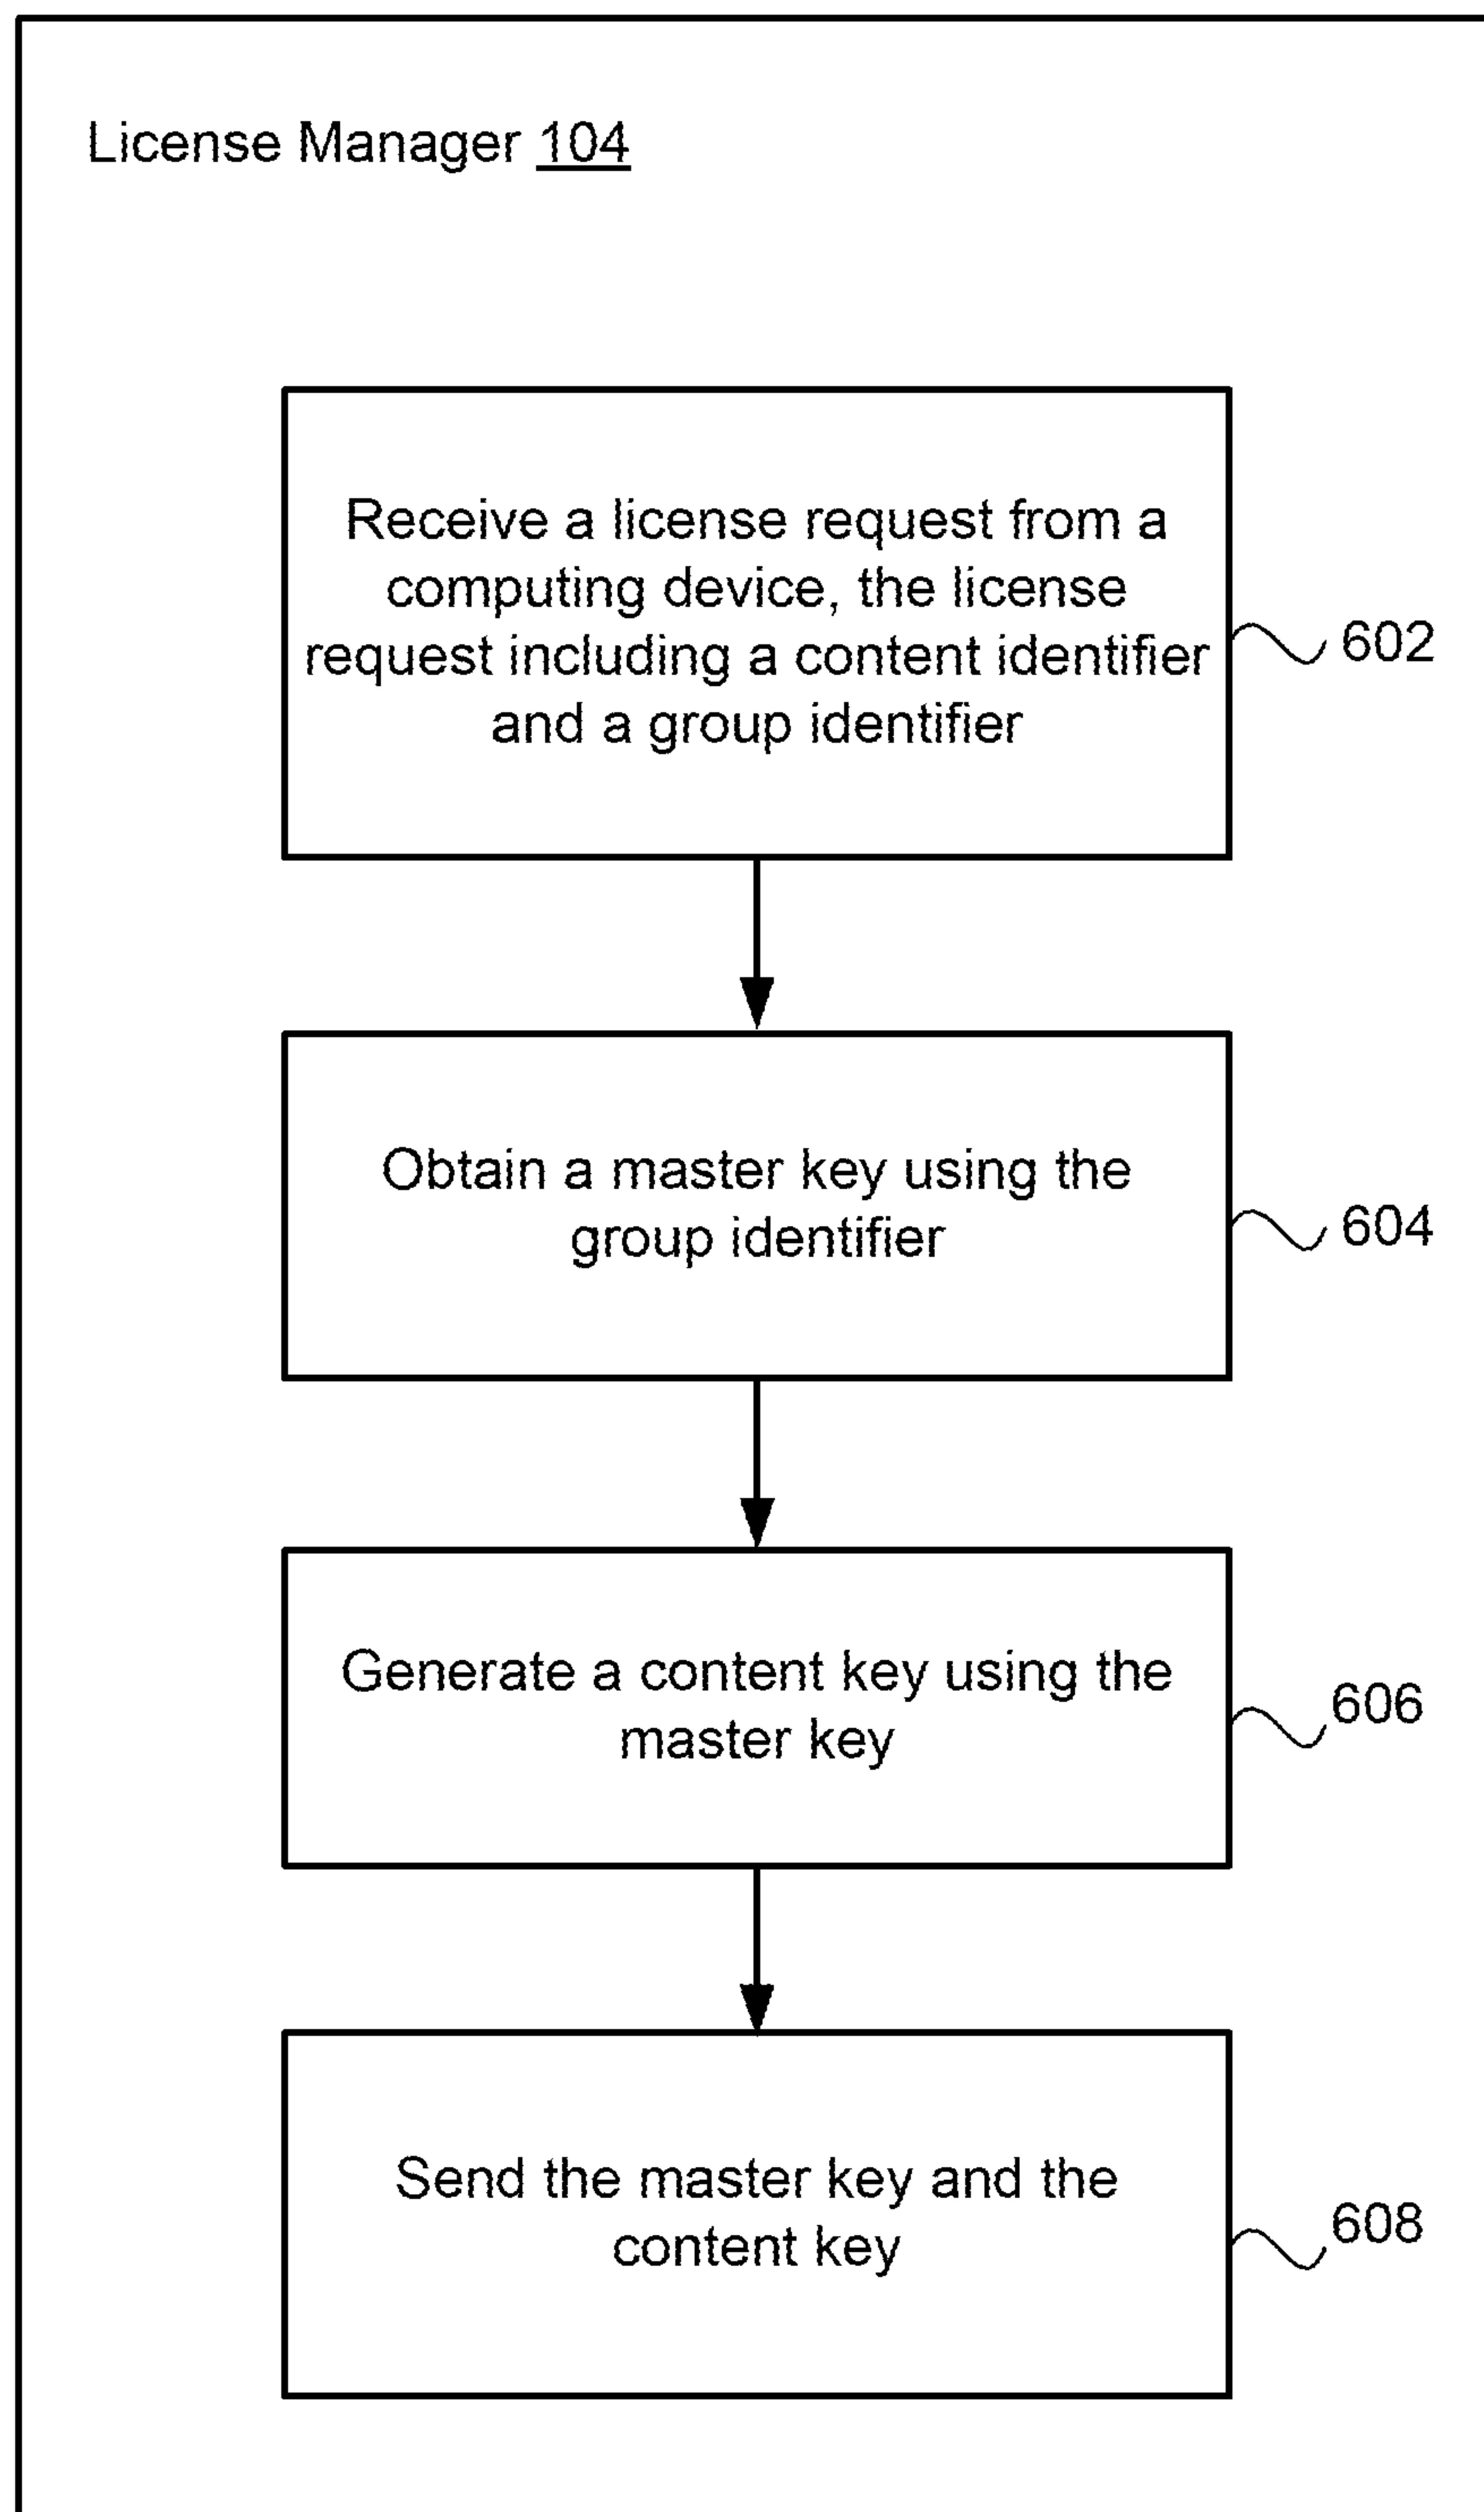 License Manager 104
Receive a license request from a
computing device, the license
request including a content identifier
and a group identifier
602
Obtain a master key using the
group identifier
604
Generate a content key using the
master key
606
Send the master key and the
content key
608